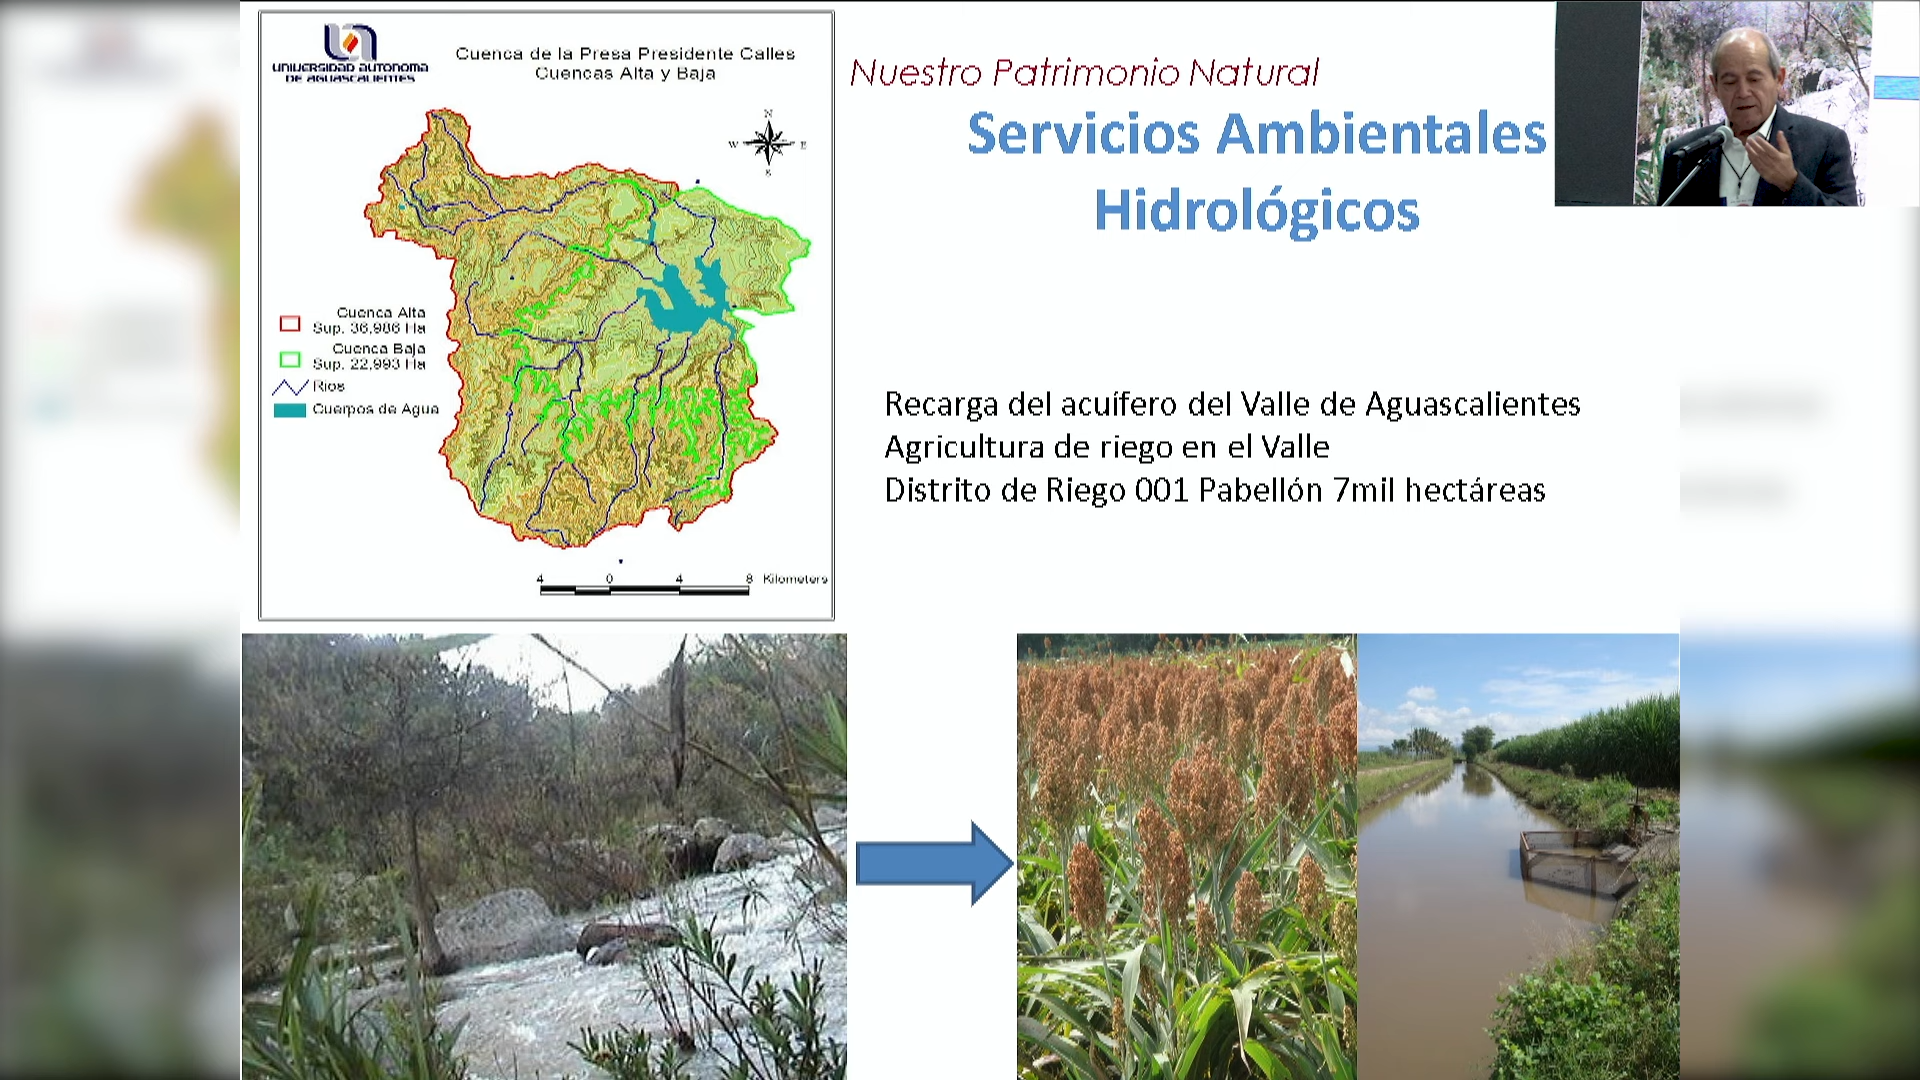 UNIVERSIDAD AUTONOMA
DE AGUASCALIENTES
Cuenca de la Presa Presidente Calles
Cuencas Alta y Baja
N
W
E
S
Cuenca Alta
Sup. 36,986 Ha
Cuenca Baja
Sup. 22,993 Ha
Rios
Cuerpos de Agua
4 0 4 8 Kilometers
Nuestro Patrimonio Natural
Servicios Ambientales
Hidrológicos
Recarga del acuífero del Valle de Aguascalientes
Agricultura de riego en el Valle
Distrito de Riego 001 Pabellón 7mil hectáreas